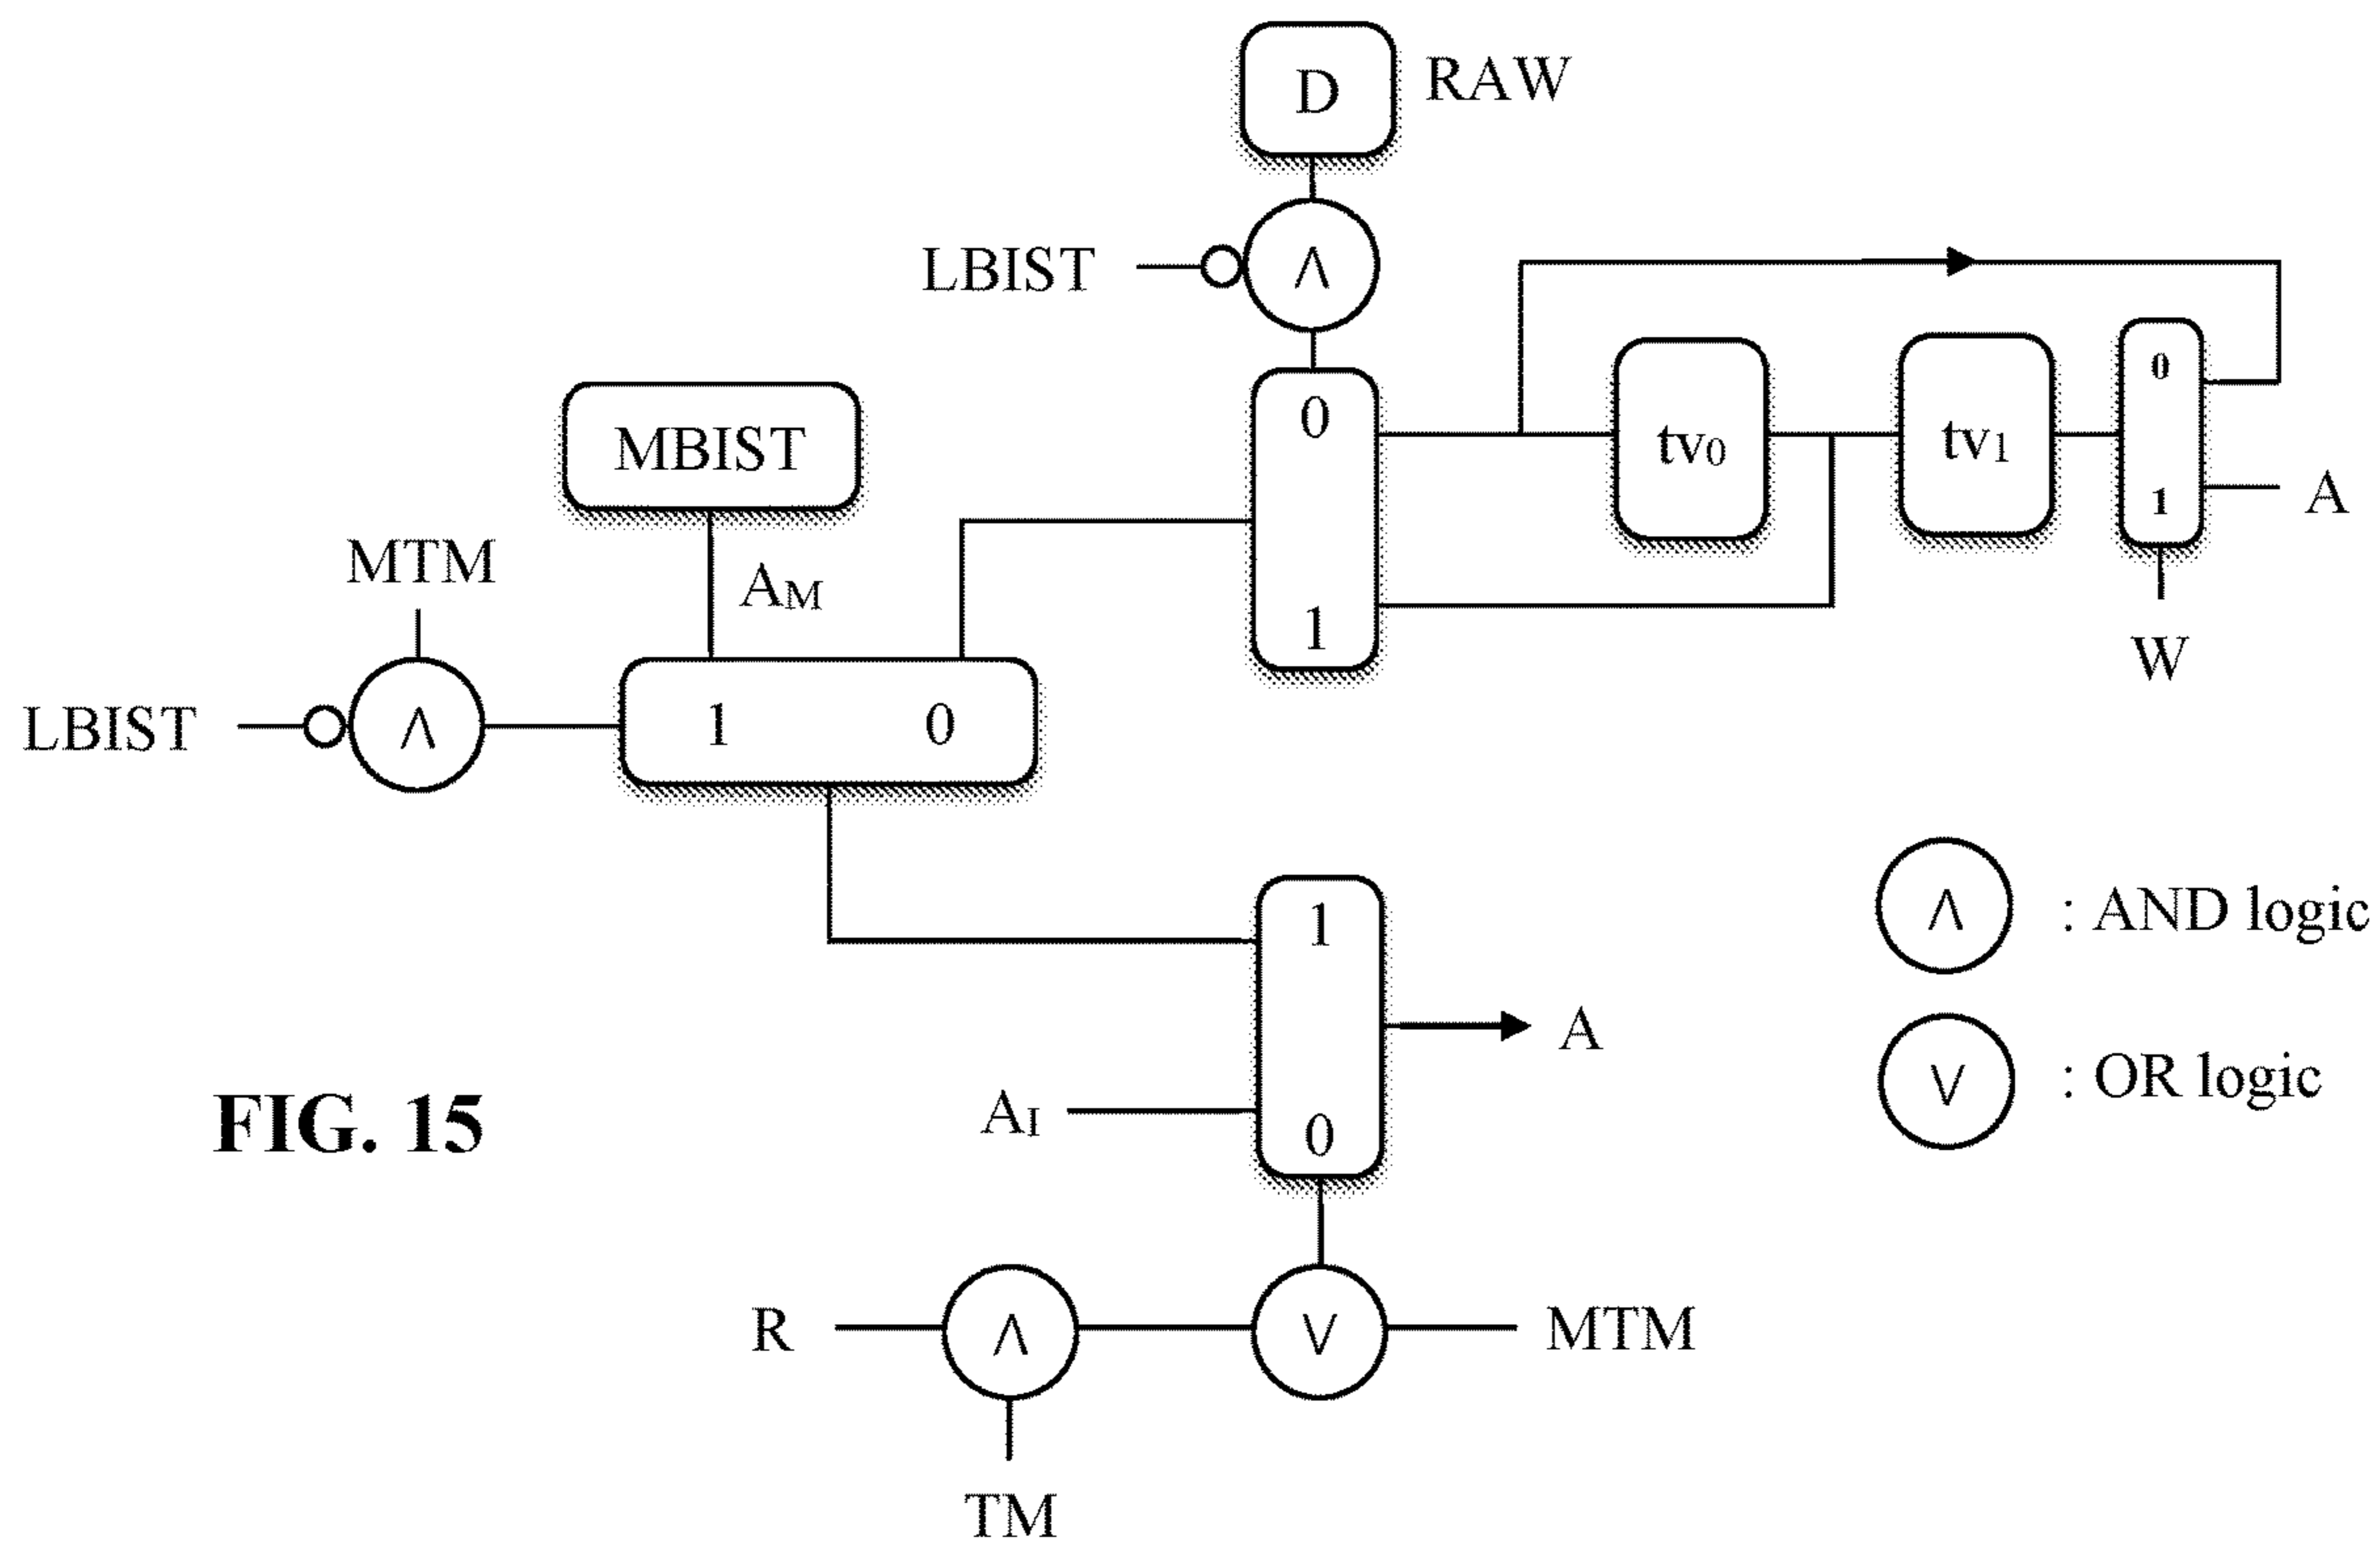 D RAW
LBIST Λ
0
tv0 tv1
0
1
A
MBIST
MTM
AM
1
W
LBIST Λ 1 0
1
Λ : AND logic
A
AI
0
V : OR logic
FIG. 15
R Λ V MTM
TM